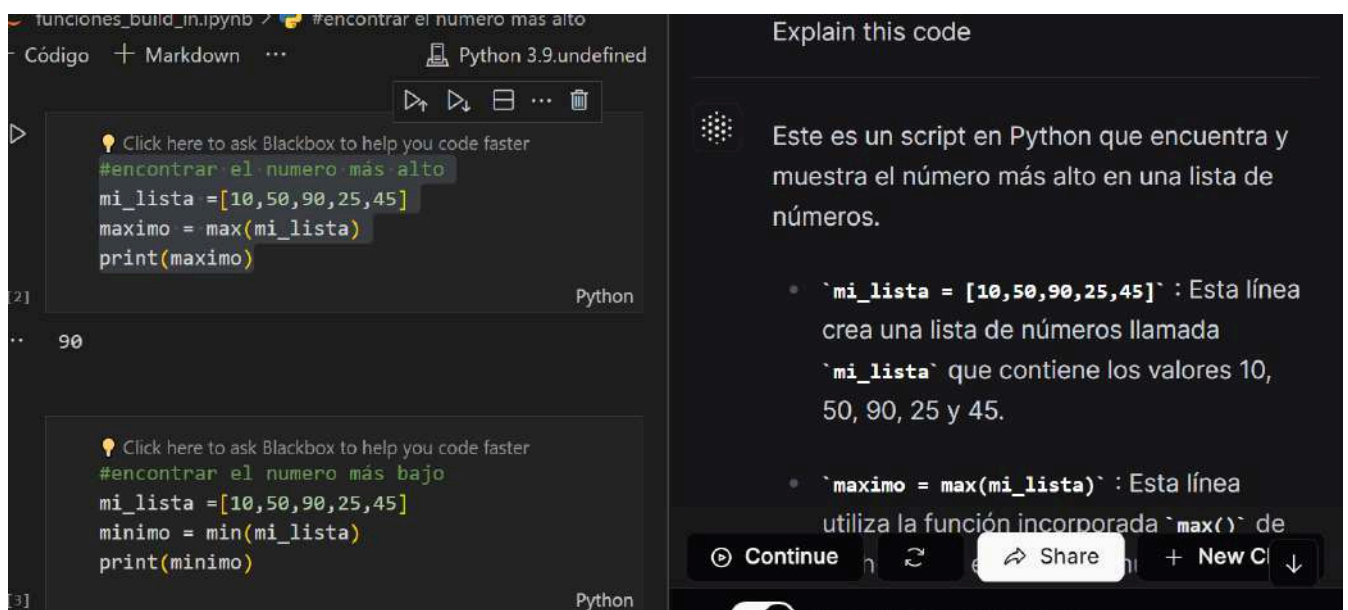 funciones_build_in.ipynb > #encontrar el numero más alto
Código + Markdown ... Python 3.9.undefined
Click here to ask Blackbox to help you code faster
#encontrar el numero más alto
mi_lista =[10,50,90,25,45]
maximo = max(mi_lista)
print(maximo)
[2] Python
90
Click here to ask Blackbox to help you code faster
#encontrar el numero más bajo
mi_lista =[10,50,90,25,45]
minimo = min(mi_lista)
print(minimo)
[3] Python
Explain this code
Este es un script en Python que encuentra y
muestra el número más alto en una lista de
números.
• `mi_lista = [10,50,90,25,45]` : Esta línea
crea una lista de números llamada
`mi_lista` que contiene los valores 10,
50, 90, 25 y 45.
• `maximo = max(mi_lista)` : Esta línea
utiliza la función incorporada `max()` de
Continue Share + New